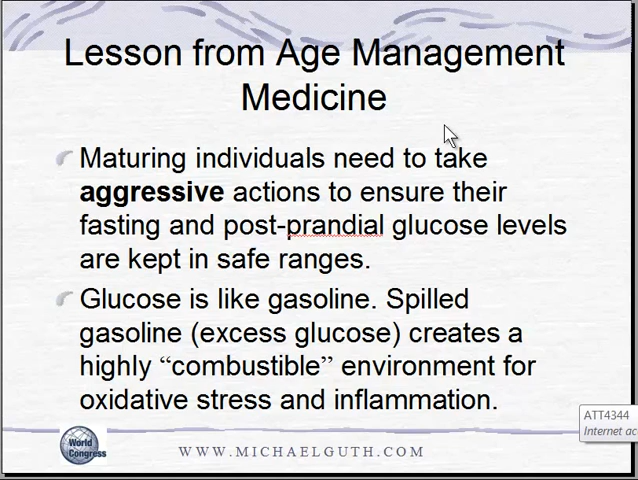 Lesson from Age Management
Medicine
Maturing individuals need to take
aggressive actions to ensure their
fasting and post-prandial glucose levels
are kept in safe ranges.
Glucose is like gasoline. Spilled
gasoline (excess glucose) creates a
highly “combustible” environment for
oxidative stress and inflammation.
ATT4344
Internet ac
World
Congress
WWW.MICHAELGUTH.COM